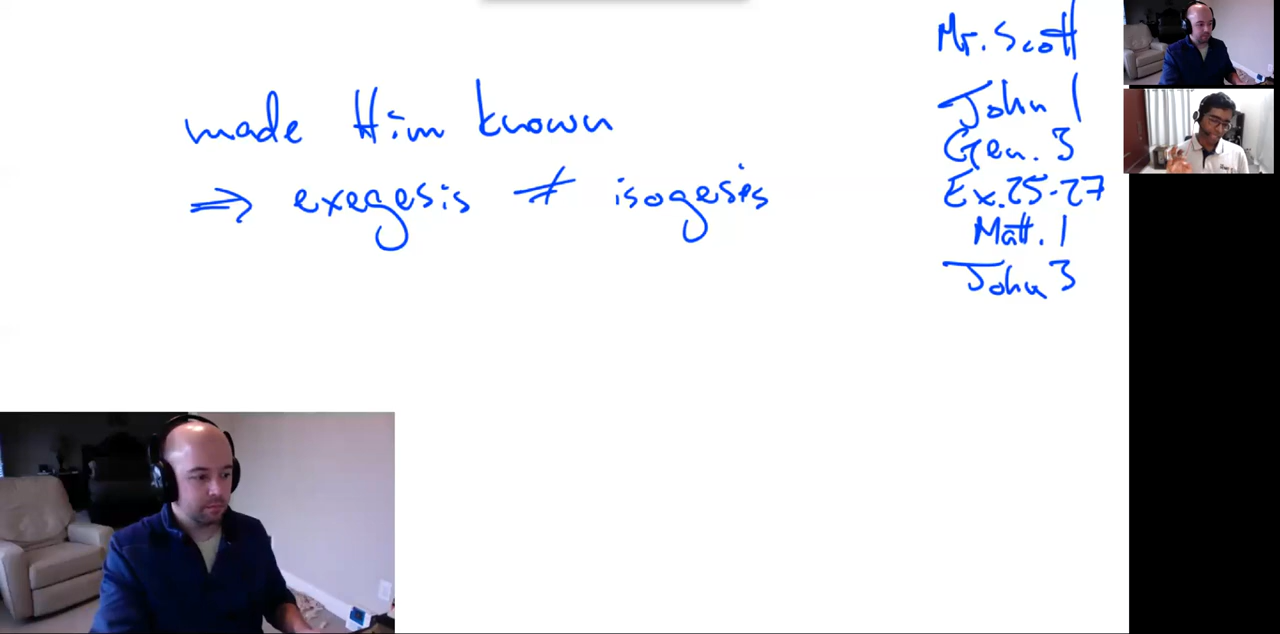 made Him known
⇒ exegesis ≠ isogesis
Mr. Scott
John 1
Gen. 3
Ex. 25-27
Matt. 1
John 3